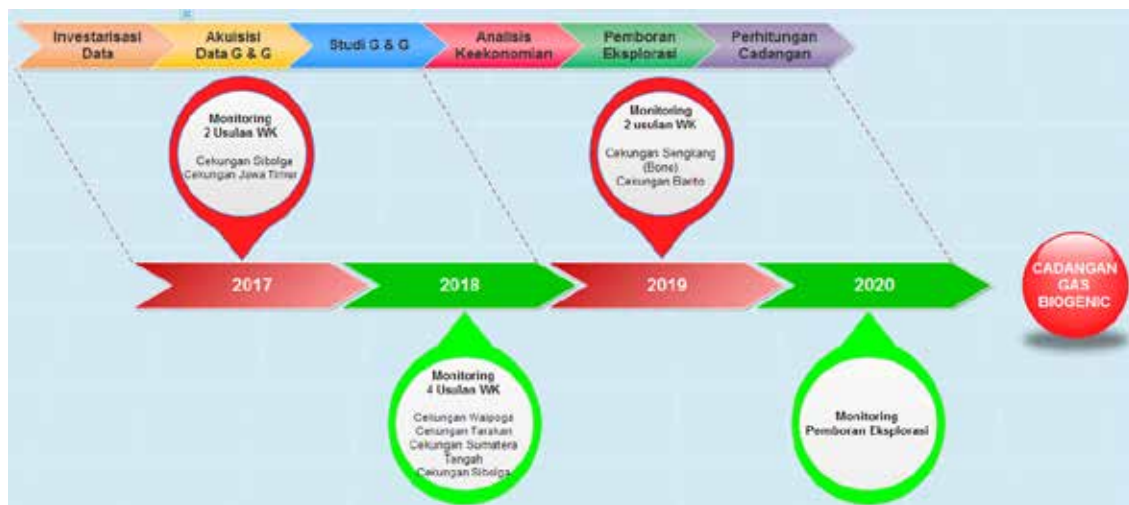 Investarisasi
Data
Akuisisi
Data G & G
Studi G & G
Analisis
Keekonomian
Pemboran
Eksplorasi
Perhitungan
Cadangan
Monitoring
2 Usulan WK
Cekungan Sibolga
Cekungan Jawa Timur
Monitoring
2 usulan WK
Cekungan Sengkang
(Bone)
Cekungan Barito
2017
2018
2019
2020
CADANGAN
GAS
BIOGENIC
Monitoring
4 Usulan WK
Cekungan Waipoga
Cekungan Tarakan
Cekungan Sumatera
Tangah
Cekungan Sibolga
Monitoring
Pemboran Eksplorasi